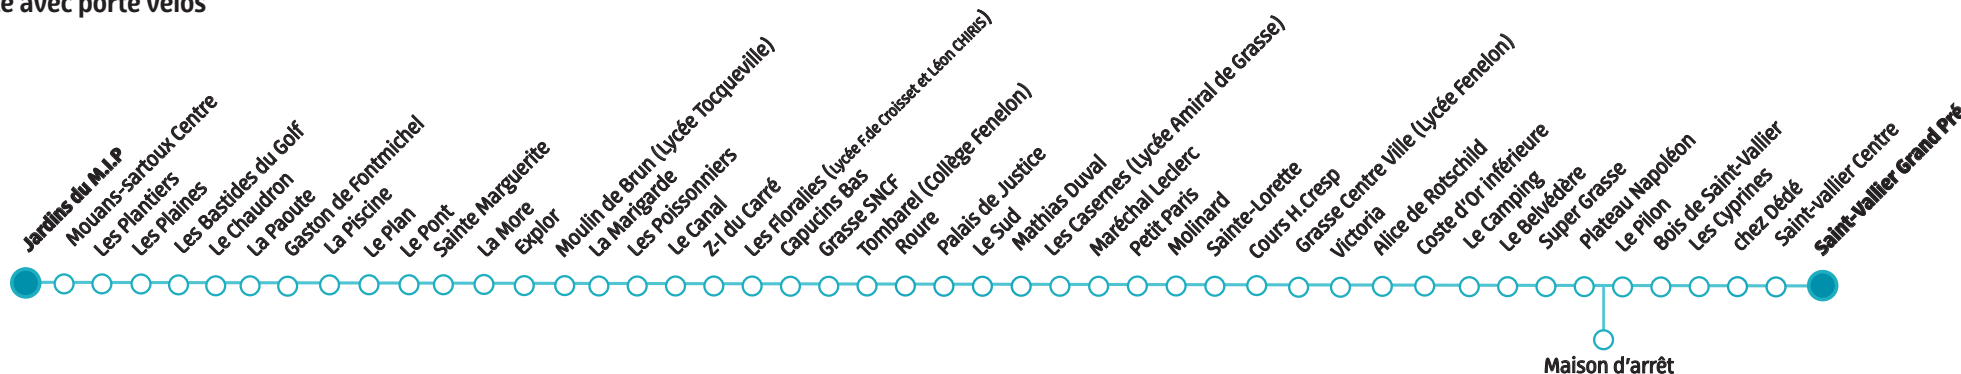 avec porte vélos
Jardins du M.I.P
Mouans-sartoux Centre
Les Plantiers
Les Plaines
Les Bastides du Golf
Le Chaudron
La Paoute
Gaston de Fontmichel
La Piscine
Le Plan
Le Pont
Sainte Marguerite
La More
Explor
Moulin de Brun (Lycée Tocqueville)
La Marigarde
Les Poissonniers
Le Canal
Z-I du Carré
Les Floralies (Lycée F.de Croisset et Léon CHIRIS)
Capucins Bas
Grasse SNCF
Tombarel (Collège Fenelon)
Roure
Palais de Justice
Le Sud
Mathias Duval
Les Casernes (Lycée Amiral de Grasse)
Maréchal Leclerc
Petit Paris
Molinard
Sainte-Lorette
Cours H.Cresp
Grasse Centre Ville (Lycée Fenelon)
Victoria
Alice de Rotschild
Coste d'Or inférieure
Le Camping
Le Belvédère
Super Grasse
Plateau Napoléon
Le Pilon
Bois de Saint-Vallier
Les Cyprines
chez Dédé
Saint-vallier Centre
Saint-Vallier Grand Pré
Maison d'arrêt